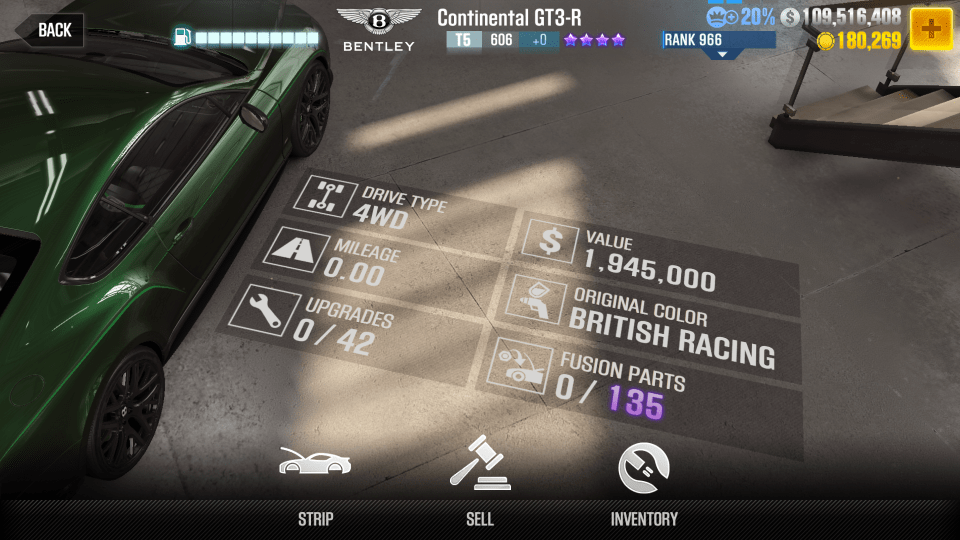 BACK
B
BENTLEY
Continental GT3-R
T5 606 +0
20%
$ 109,516,408
RANK 966
180,269
+
DRIVE TYPE
4WD
MILEAGE
0.00
UPGRADES
0 / 42
$
VALUE
1,945,000
ORIGINAL COLOR
BRITISH RACING
FUSION PARTS
0 / 135
STRIP
SELL
INVENTORY